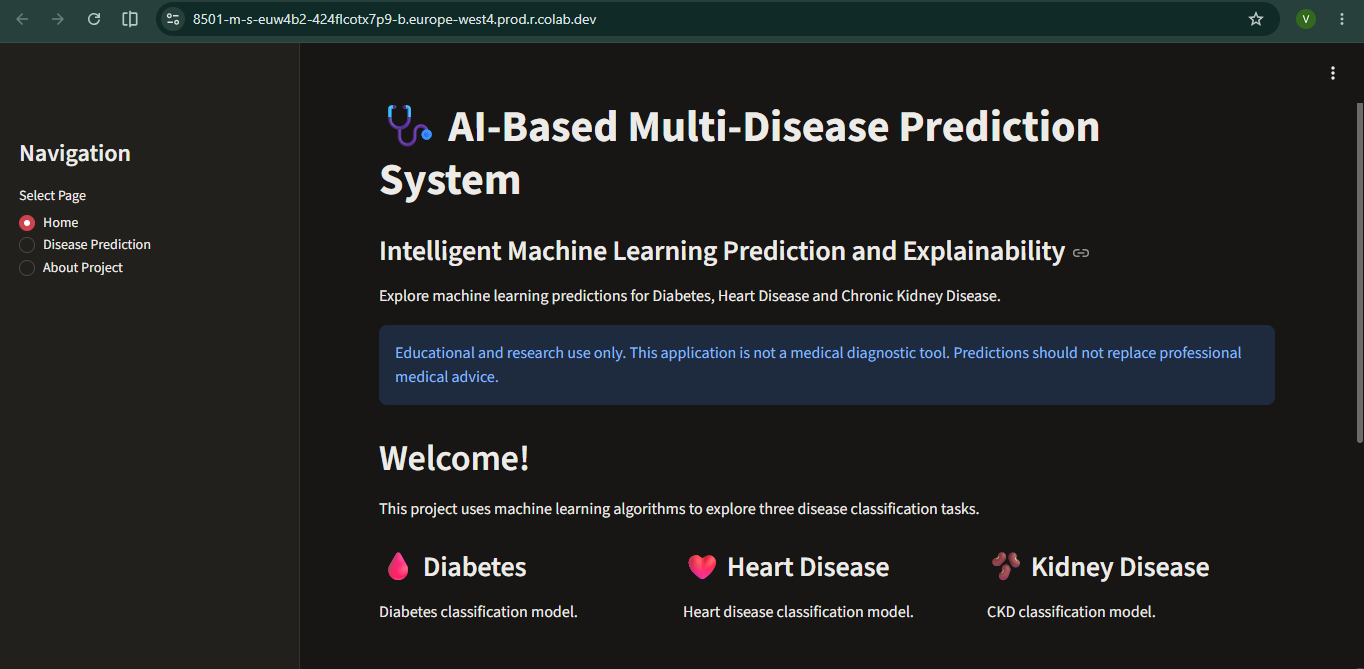 8501-m-s-euw4b2-424flcotx7p9-b.europe-west4.prod.r.colab.dev
V
Navigation
Select Page
Home
Disease Prediction
About Project
🩺 AI-Based Multi-Disease Prediction
System
Intelligent Machine Learning Prediction and Explainability
Explore machine learning predictions for Diabetes, Heart Disease and Chronic Kidney Disease.
Educational and research use only. This application is not a medical diagnostic tool. Predictions should not replace professional
medical advice.
Welcome!
This project uses machine learning algorithms to explore three disease classification tasks.
Diabetes
Diabetes classification model.
Heart Disease
Heart disease classification model.
Kidney Disease
CKD classification model.